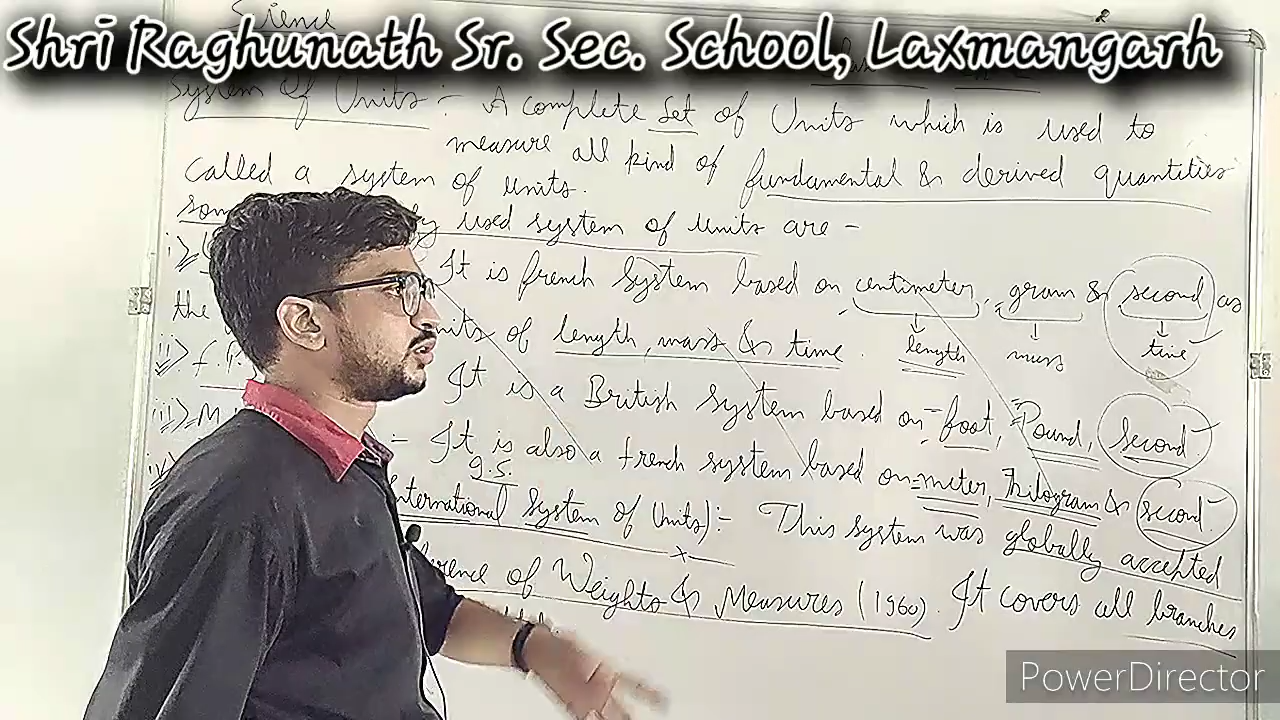 Science
Shri Raghunath Sr. Sec. School, Laxmangarh
System of Units :- A complete set of Units which is used to
measure all kind of fundamental & derived quantities
called a system of units.
used system of units are -
i> It is french System based on centimeter, gram & second as
the units of length, mass & time. length mass time
ii> f. It is a British system based on foot, Pound, Second.
iii> M :- It is also a french system based on = meter, kilogram & second.
International System of Units):- This system was globally accepted
of Weights & Measures (1960). It covers all branches
PowerDirector